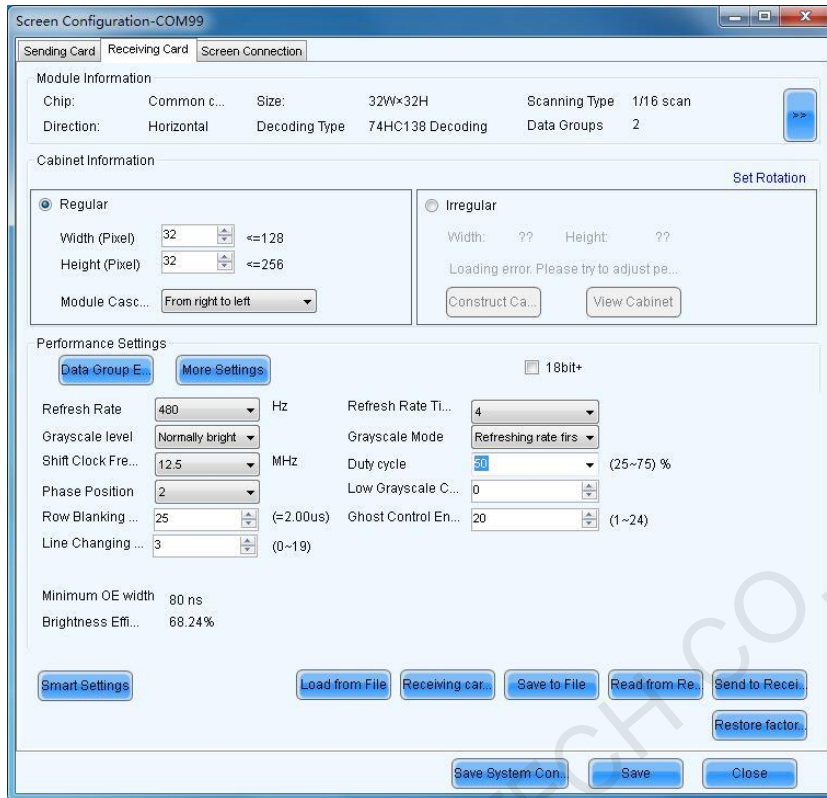 Screen Configuration-COM99
Sending Card Receiving Card Screen Connection
Module Information
Chip: Common c... Size: 32W×32H Scanning Type 1/16 scan
Direction: Horizontal Decoding Type 74HC138 Decoding Data Groups 2
>>
Cabinet Information
Set Rotation
Regular Irregular
Width (Pixel) 32 <=128 Width: ?? Height: ??
Height (Pixel) 32 <=256 Loading error. Please try to adjust pe...
Module Casc... From right to left Construct Ca... View Cabinet
Performance Settings
Data Group E... More Settings 18bit+
Refresh Rate 480 Hz Refresh Rate Ti... 4
Grayscale level Normally bright Grayscale Mode Refreshing rate firs
Shift Clock Fre... 12.5 MHz Duty cycle 50 (25~75) %
Phase Position 2 Low Grayscale C... 0
Row Blanking ... 25 (=2.00us) Ghost Control En... 20 (1~24)
Line Changing ... 3 (0~19)
Minimum OE width 80 ns
Brightness Effi... 68.24%
Smart Settings Load from File Receiving car... Save to File Read from Re... Send to Recei...
Restore factor...
Save System Con... Save Close
TECH CO.,